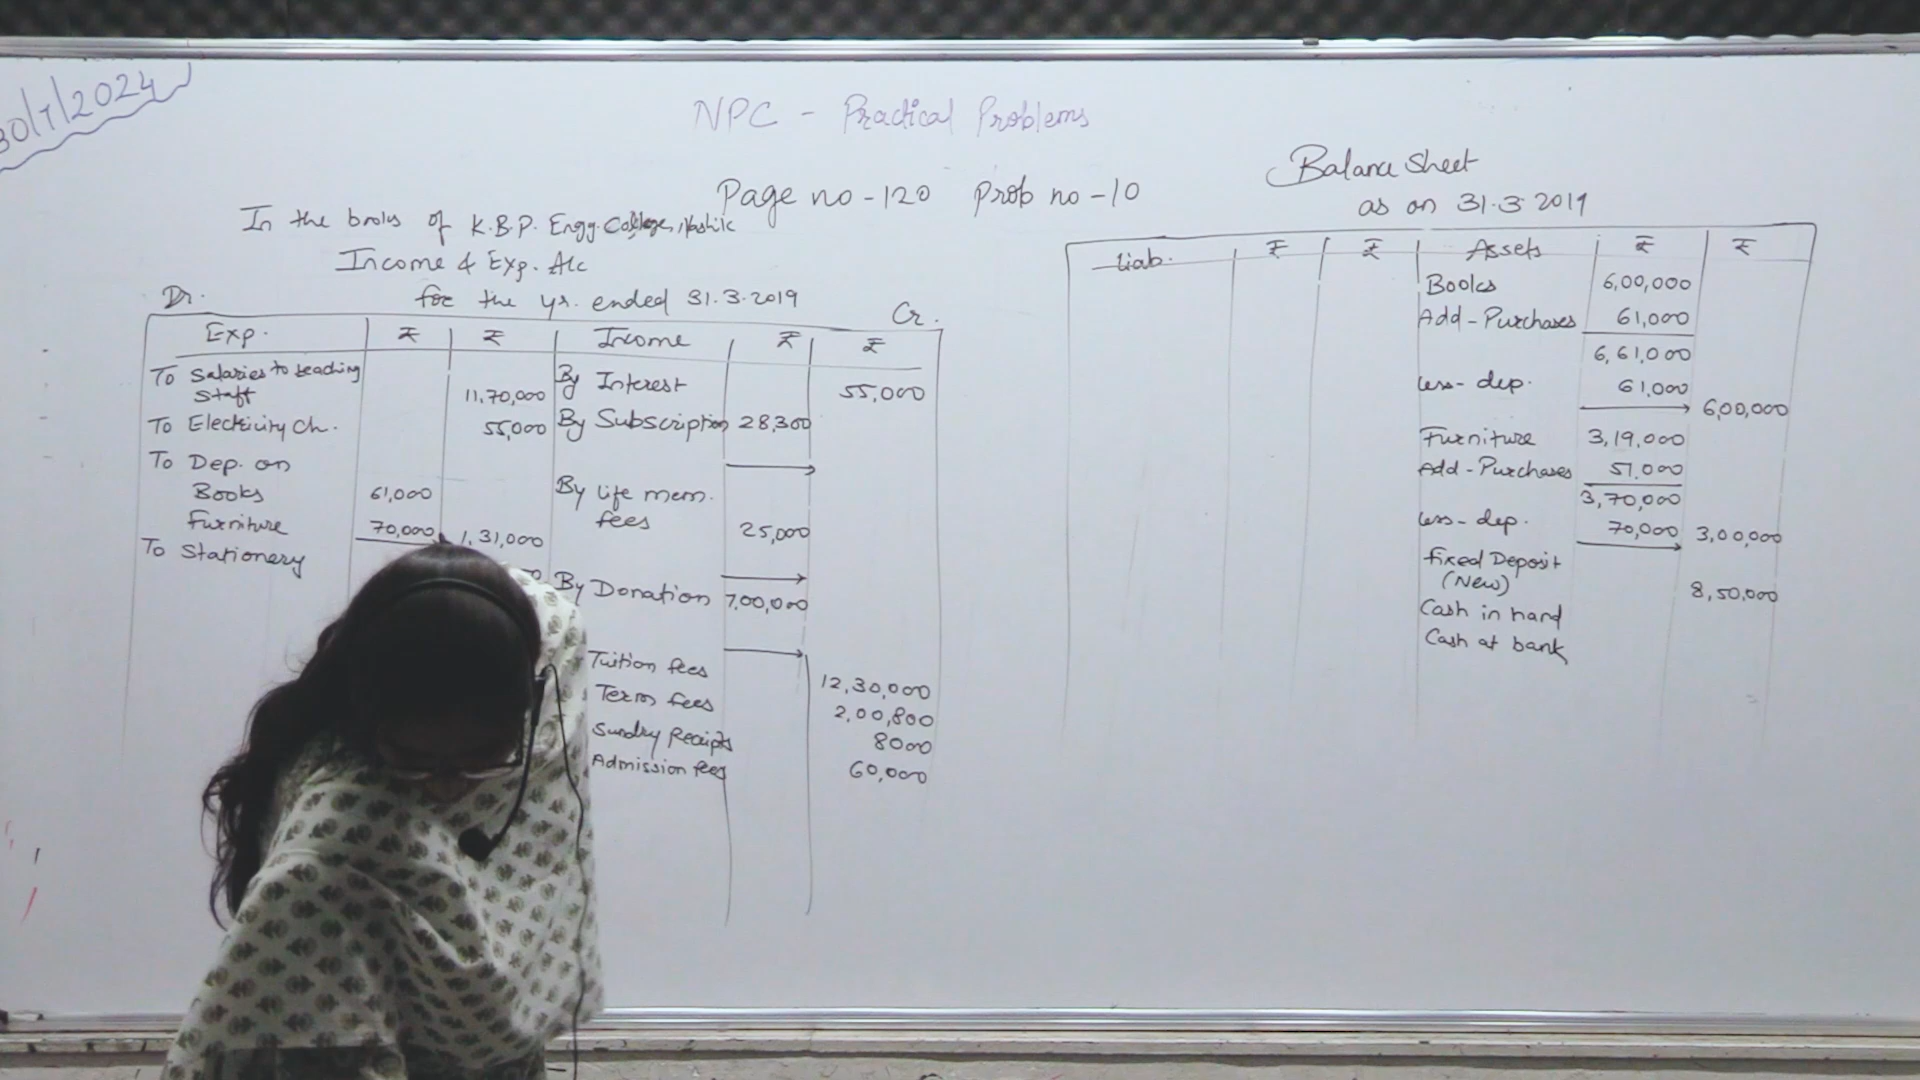 30/7/2024
NPC - Practical Problems
Page no - 120 Prob no - 10
In the books of K.B.P. Engg. College, Nashik
Income & Exp. A/c
for the yr. ended 31.3.2019
Dr. Cr.
Exp. ₹ ₹ Income ₹ ₹
To Salaries to teaching
staff 11,70,000
By Interest 55,000
To Electricity Ch. 55,000
By Subscription 28,300
To Dep. on
Books 61,000
Furniture 70,000 1,31,000
By life mem.
fees 25,000
To Stationery
By Donation 7,00,000
Tuition fees 12,30,000
Term fees 2,00,800
Sundry Receipts 8000
Admission fees 60,000
Balance Sheet
as on 31.3.2019
Liab. ₹ ₹ Assets ₹ ₹
Books 6,00,000
Add - Purchases 61,000
6,61,000
Less - dep. 61,000 6,00,000
Furniture 3,19,000
Add - Purchases 51,000
3,70,000
Less - dep. 70,000 3,00,000
Fixed Deposit
(New) 8,50,000
Cash in hand
Cash at bank